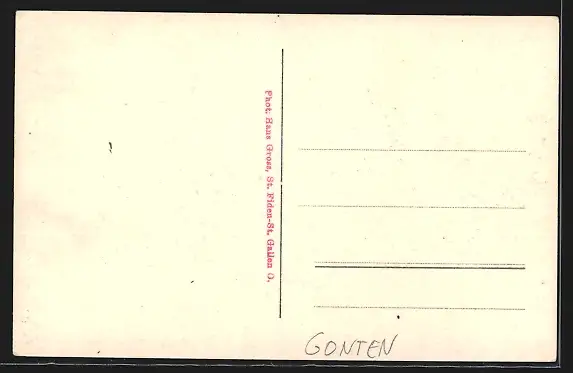 Phot. Hans Gross, St. Fiden-St. Gallen O.
GONTEN